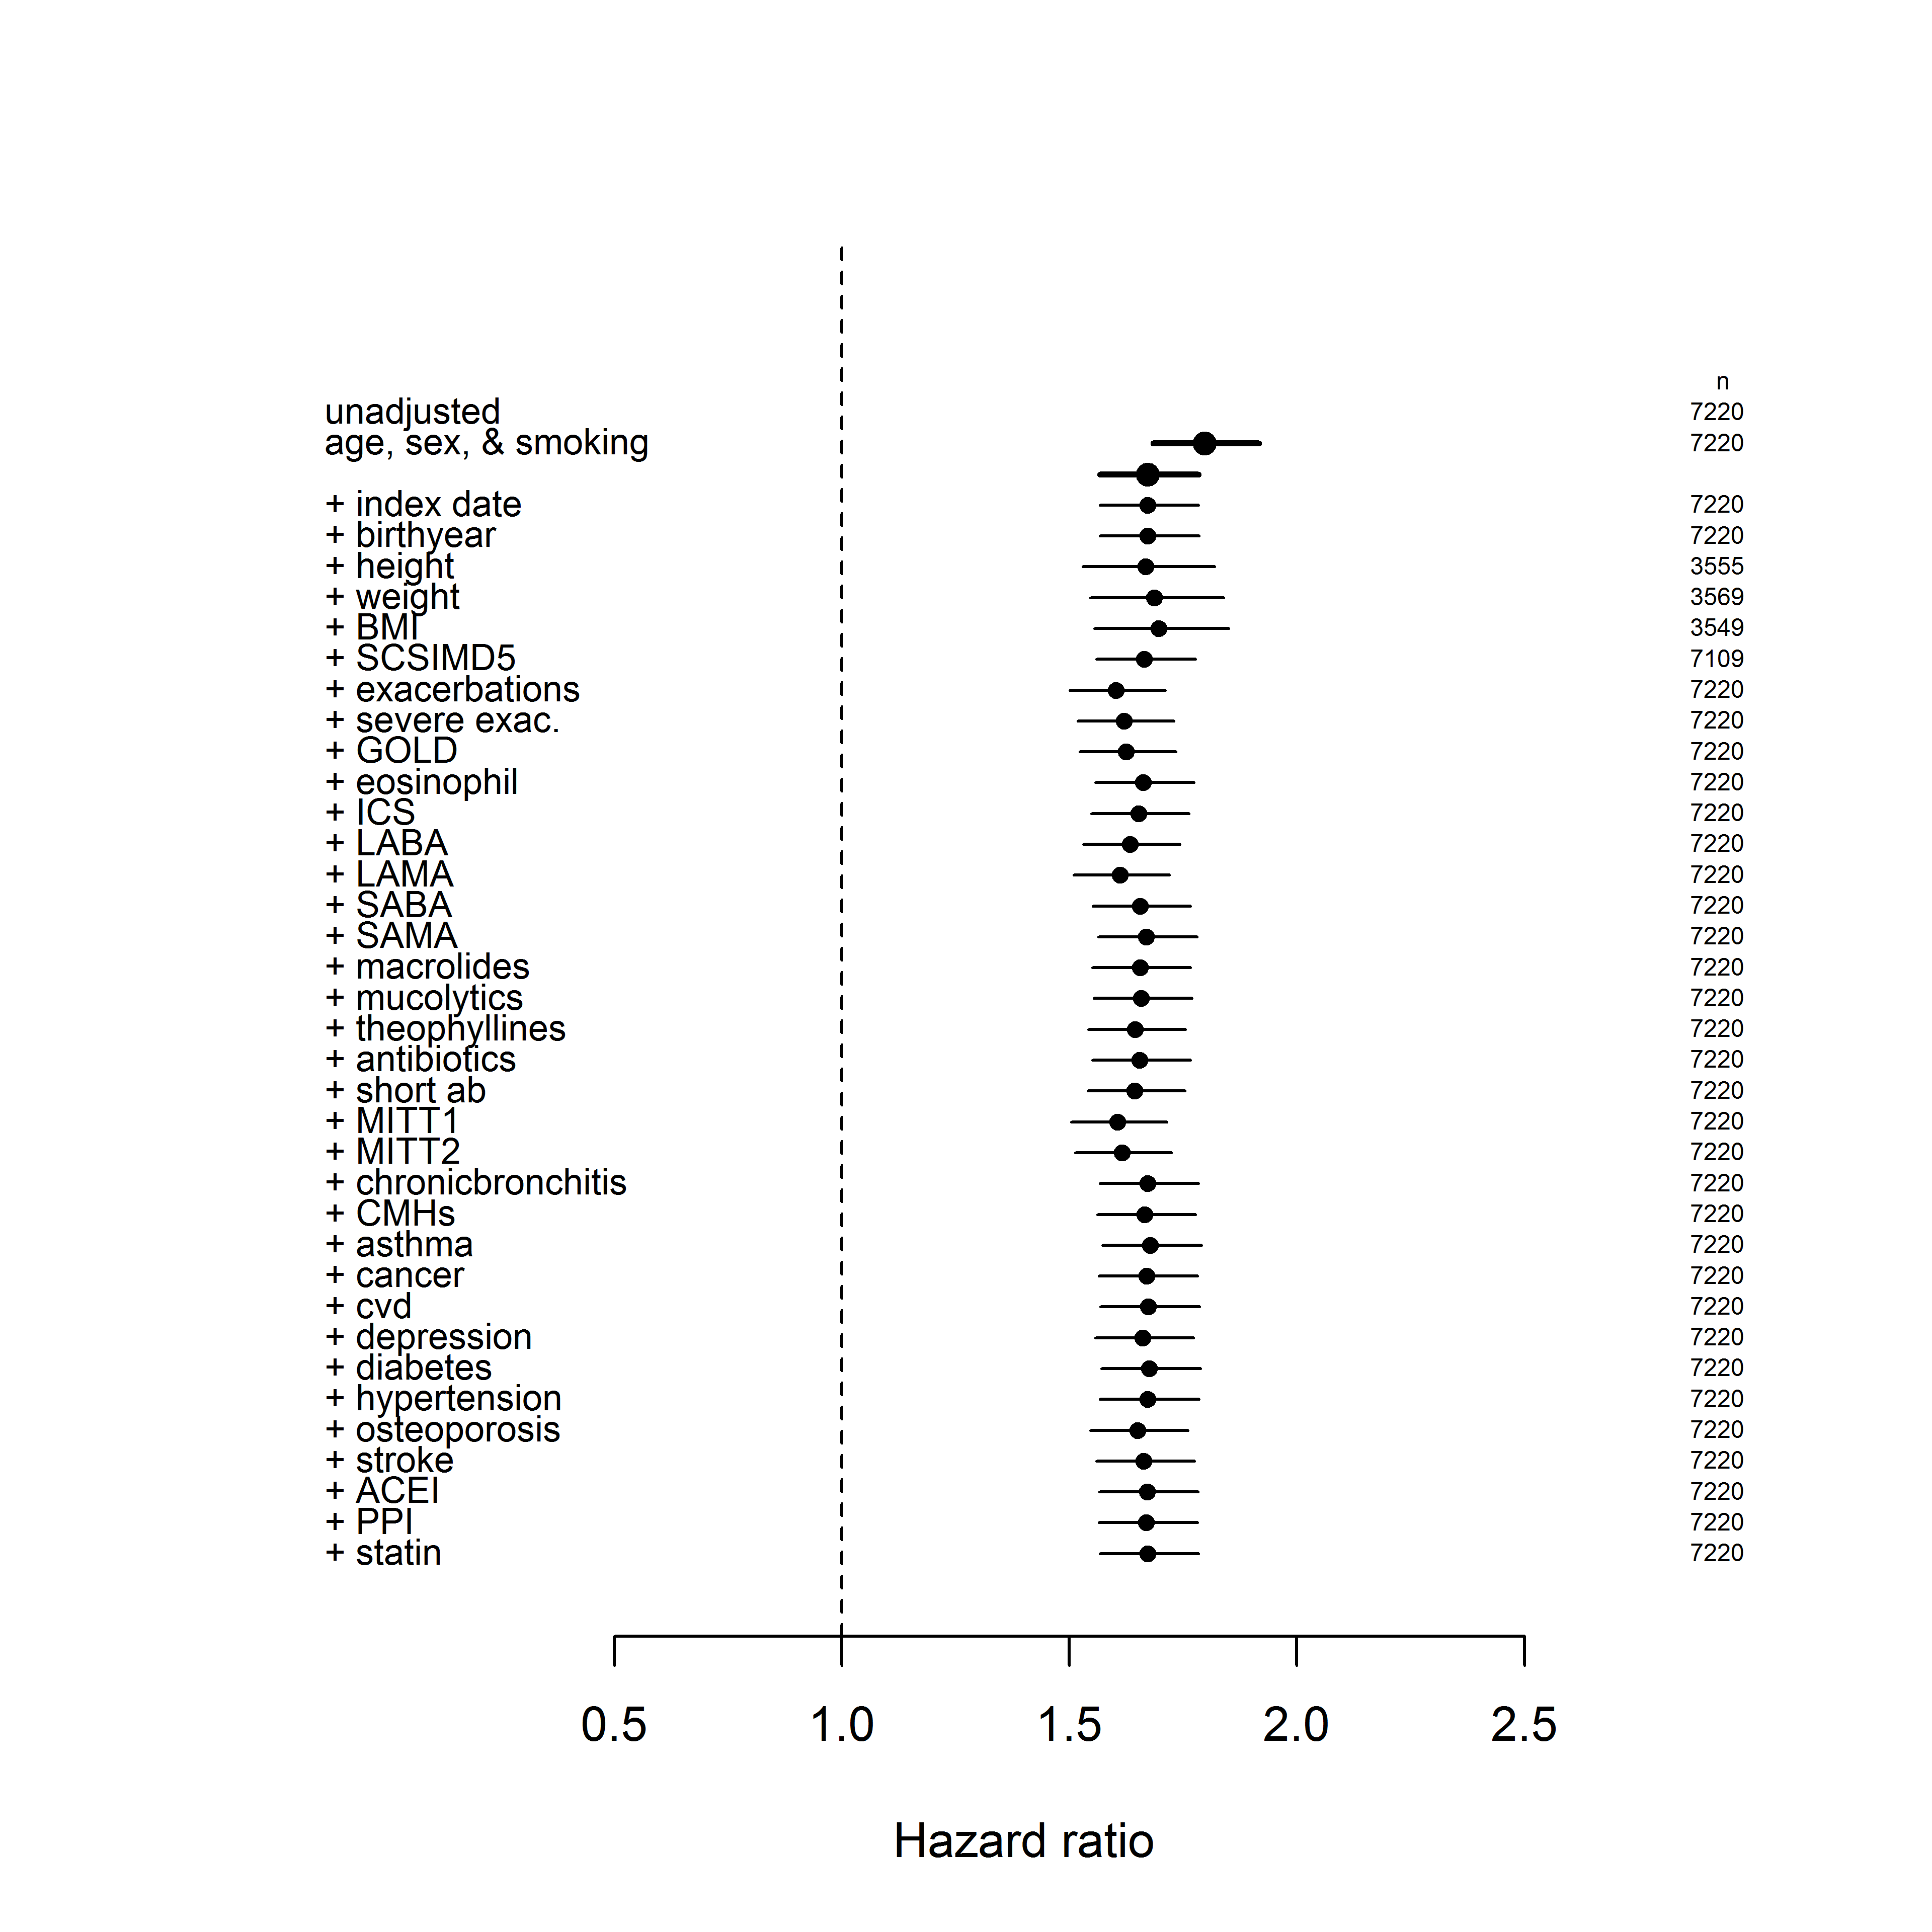 n
unadjusted 7220
age, sex, & smoking 7220
+ index date 7220
+ birthyear 7220
+ height 3555
+ weight 3569
+ BMI 3549
+ SCSIMD5 7109
+ exacerbations 7220
+ severe exac. 7220
+ GOLD 7220
+ eosinophil 7220
+ ICS 7220
+ LABA 7220
+ LAMA 7220
+ SABA 7220
+ SAMA 7220
+ macrolides 7220
+ mucolytics 7220
+ theophyllines 7220
+ antibiotics 7220
+ short ab 7220
+ MITT1 7220
+ MITT2 7220
+ chronicbronchitis 7220
+ CMHs 7220
+ asthma 7220
+ cancer 7220
+ cvd 7220
+ depression 7220
+ diabetes 7220
+ hypertension 7220
+ osteoporosis 7220
+ stroke 7220
+ ACEI 7220
+ PPI 7220
+ statin 7220
0.5 1.0 1.5 2.0 2.5
Hazard ratio